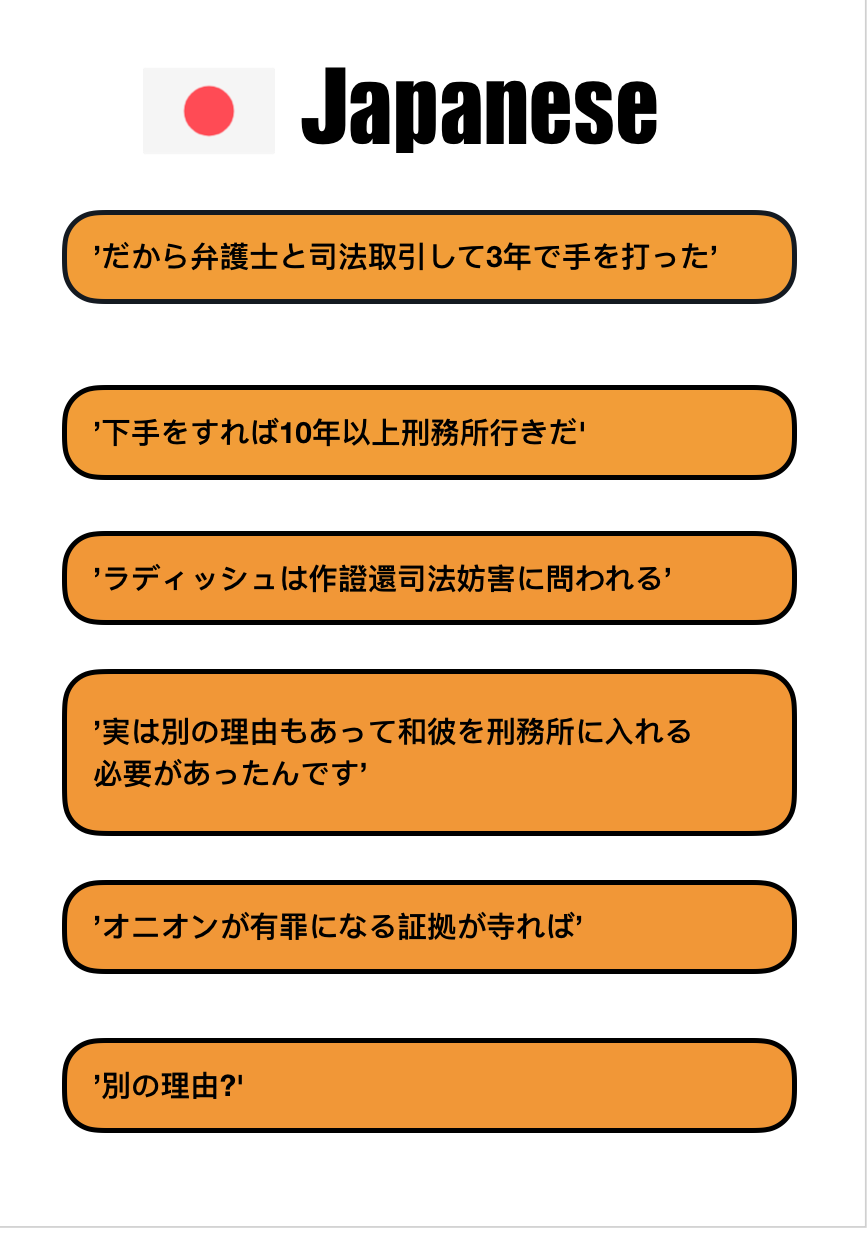 Japanese
’だから弁護士と司法取引して3年で手を打った’
’下手をすれば10年以上刑務所行きだ'
’ラディッシュは作證還司法妨害に問われる’
’実は別の理由もあって和彼を刑務所に入れる
必要があったんです’
’オニオンが有罪になる証拠が寺れば’
’別の理由?'